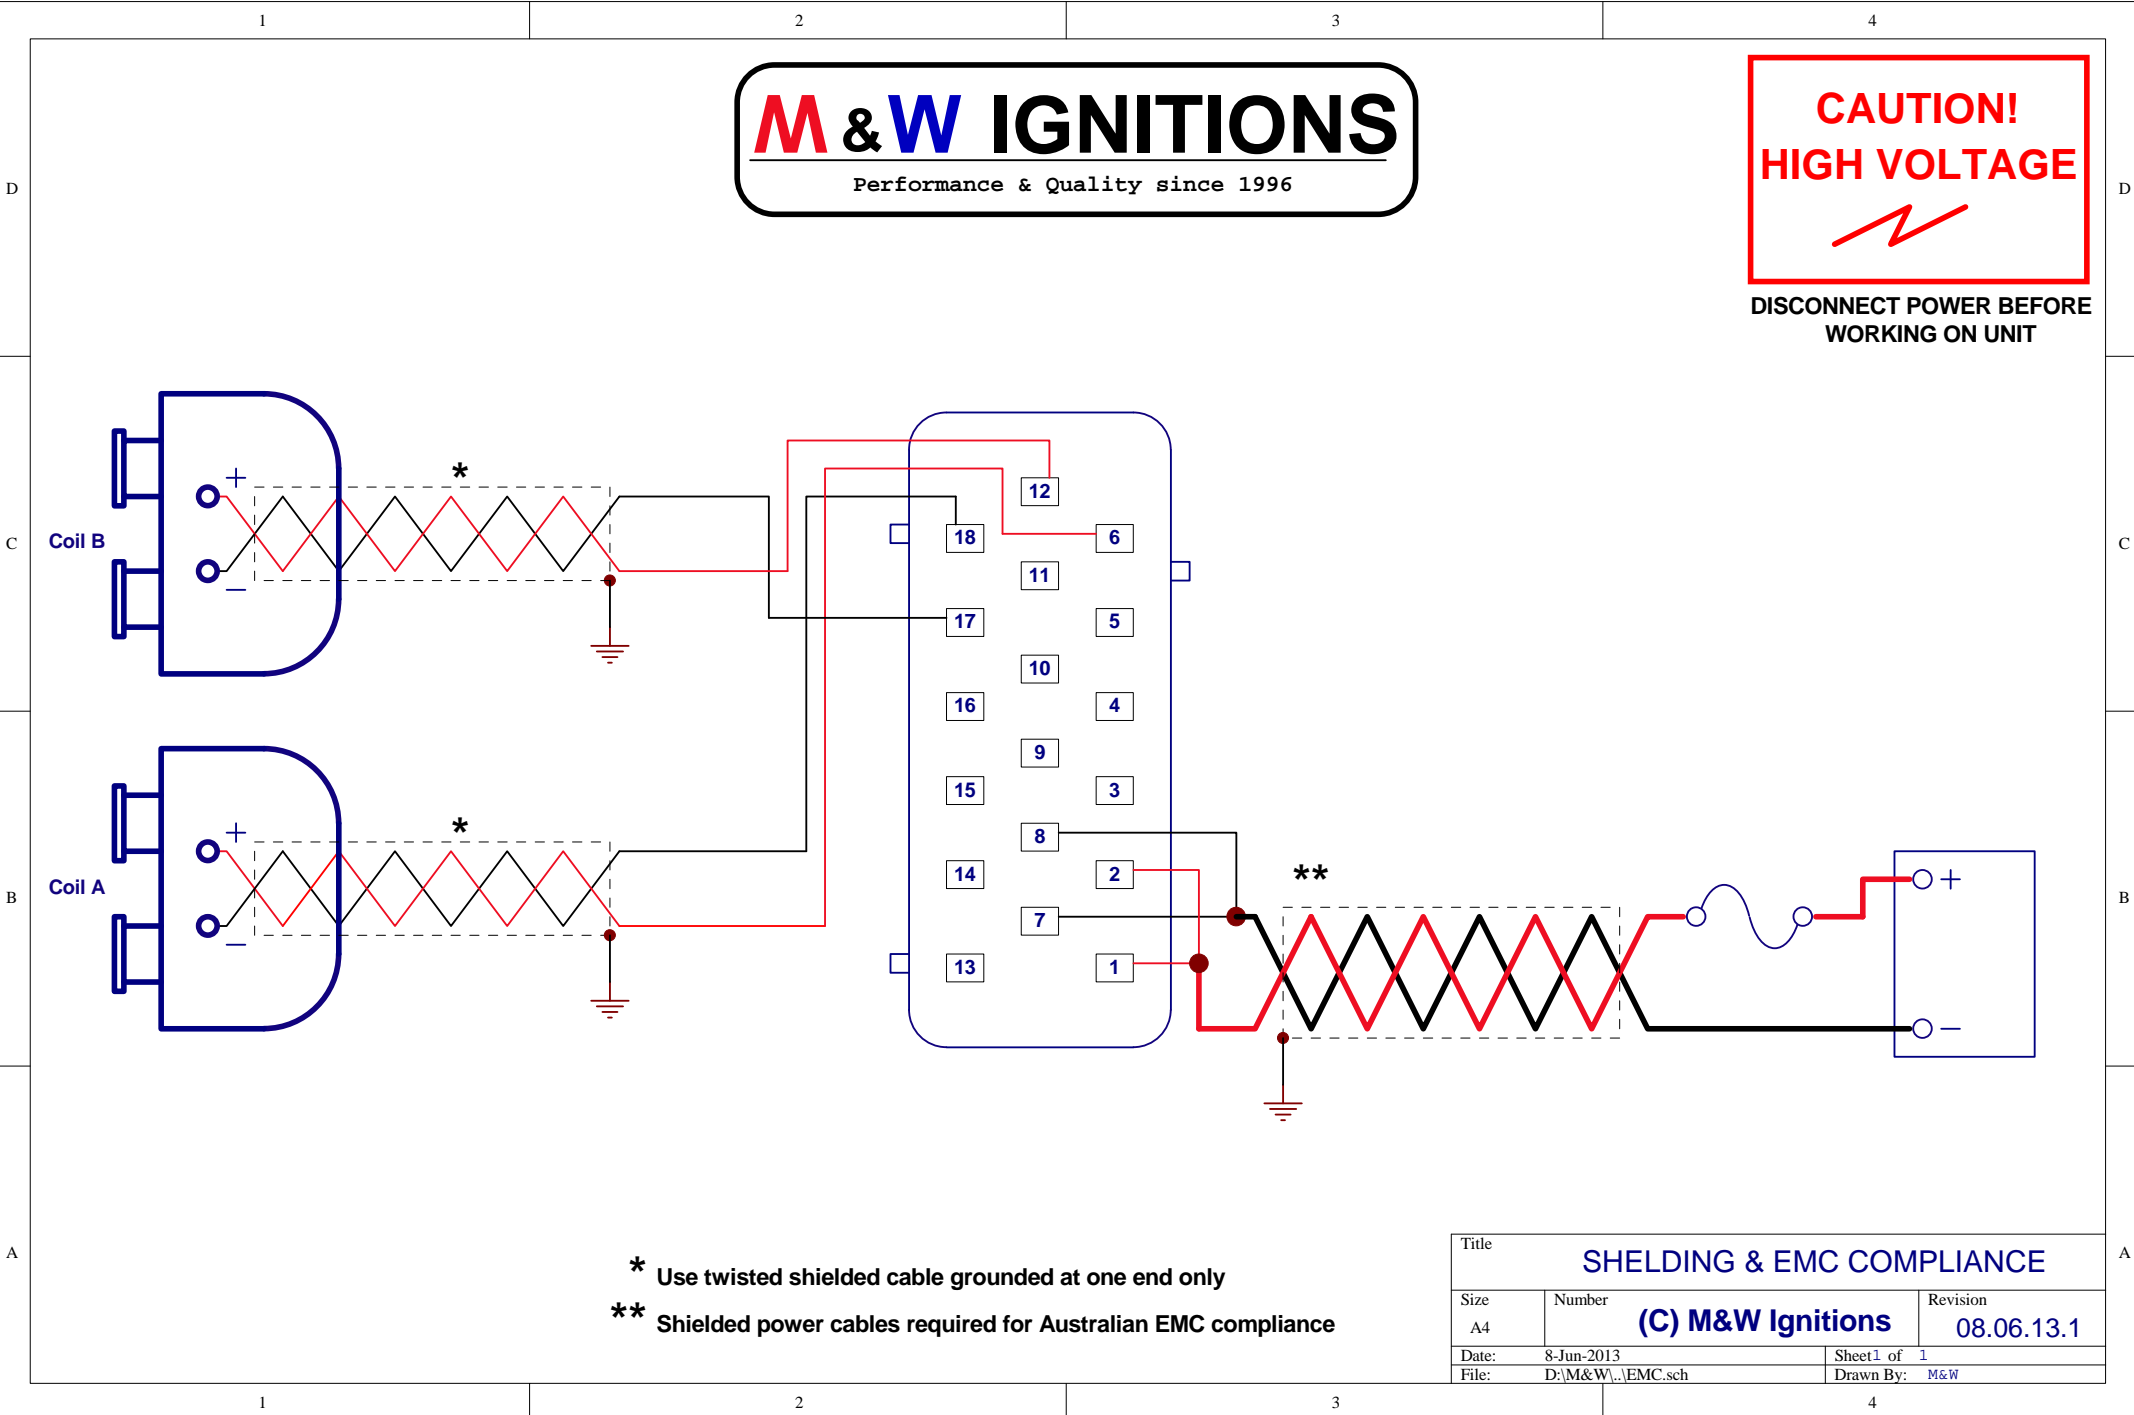 1 2 3 4
M & W IGNITIONS
Performance & Quality since 1996
CAUTION!
HIGH VOLTAGE
DISCONNECT POWER BEFORE
WORKING ON UNIT
D D
+
*
12
18 6
C Coil B C
11
−
17 5
10
16 4
9
15 3
+
*
8
14 2
**
+
B Coil A B
7
−
13 1
−
A A
* Use twisted shielded cable grounded at one end only
** Shielded power cables required for Australian EMC compliance
Title
SHELDING & EMC COMPLIANCE
Size Number Revision
A4 (C) M&W Ignitions 08.06.13.1
Date: 8-Jun-2013 Sheet 1 of 1
File: D:\M&W\..\EMC.sch Drawn By: M&W
1 2 3 4